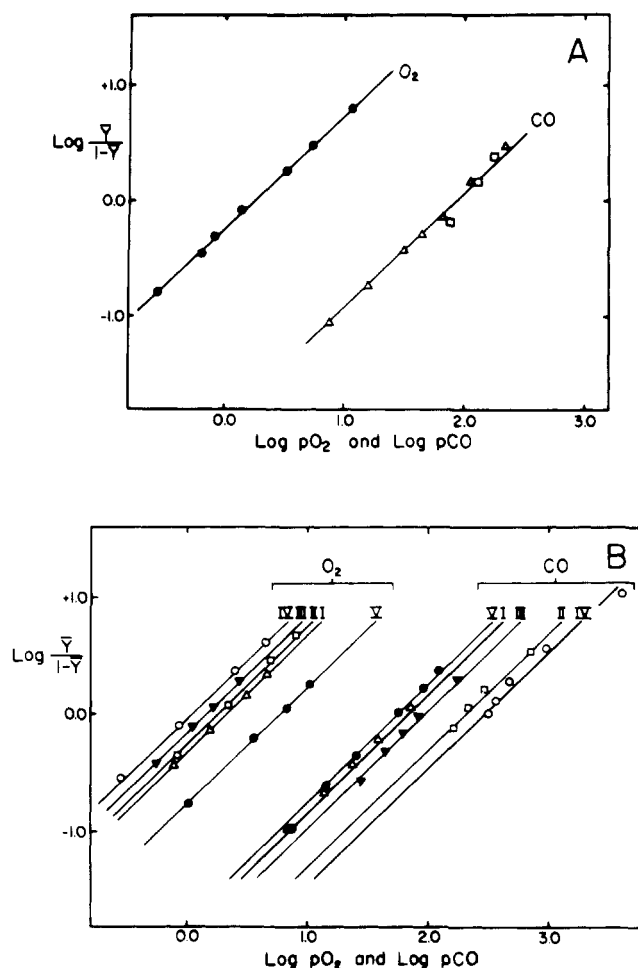 A
O₂
CO
+1.0
0.0
-1.0
Log Ȳ / 1-Ȳ
0.0 1.0 2.0 3.0
Log pO₂ and Log pCO
B
O₂ CO
IV III II I V V I III II IV
+1.0
0.0
-1.0
Log Ȳ / 1-Ȳ
0.0 1.0 2.0 3.0
Log pO₂ and Log pCO